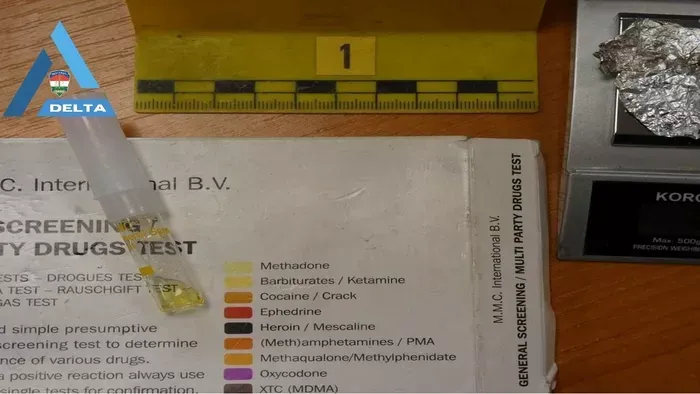 DELTA
1
M.C. International B.V.
SCREENING /
TY DRUGS TEST
TESTS – DROGUES TEST
A TEST – RAUSCHGIFT TEST
GAS TEST
d simple presumptive
screening test to determine
nce of various drugs.
a positive reaction always use
single tests for confirmation.
Methadone
Barbiturates / Ketamine
Cocaine / Crack
Ephedrine
Heroin / Mescaline
(Meth)amphetamines / PMA
Methaqualone/Methylphenidate
Oxycodone
XTC (MDMA)
M.M.C. International B.V.
GENERAL SCREENING / MULTI PARTY DRUGS TEST
KORO
Max. 500g
PRECISION WEIGHIN